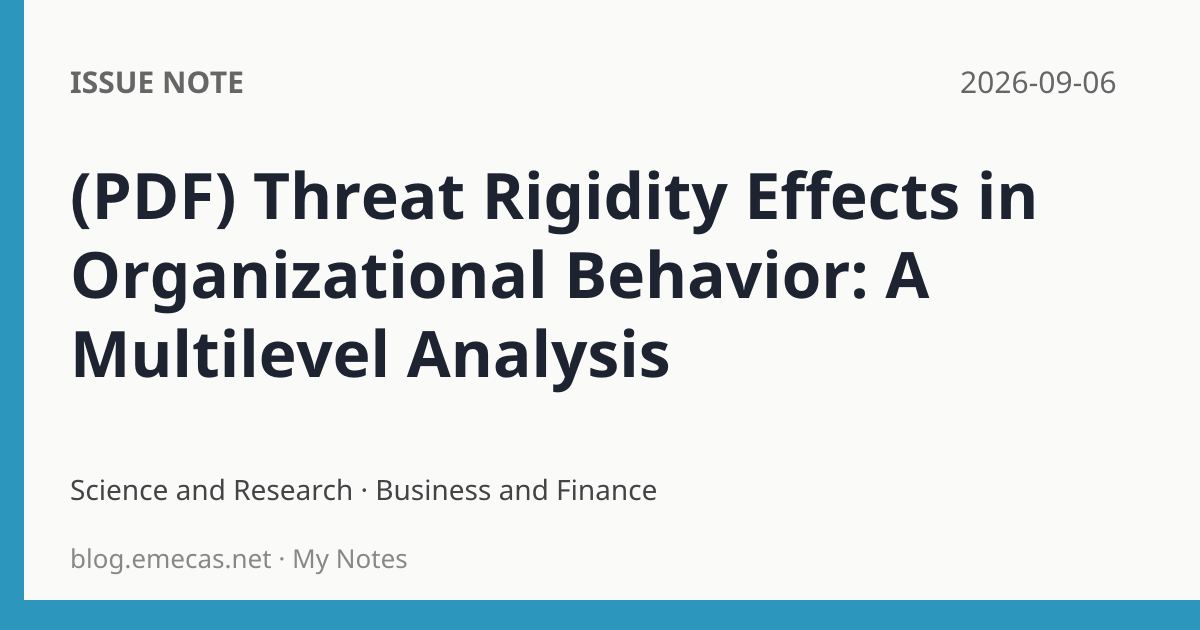 ISSUE NOTE
2026-09-06
(PDF) Threat Rigidity Effects in
Organizational Behavior: A
Multilevel Analysis
Science and Research · Business and Finance
blog.emecas.net · My Notes